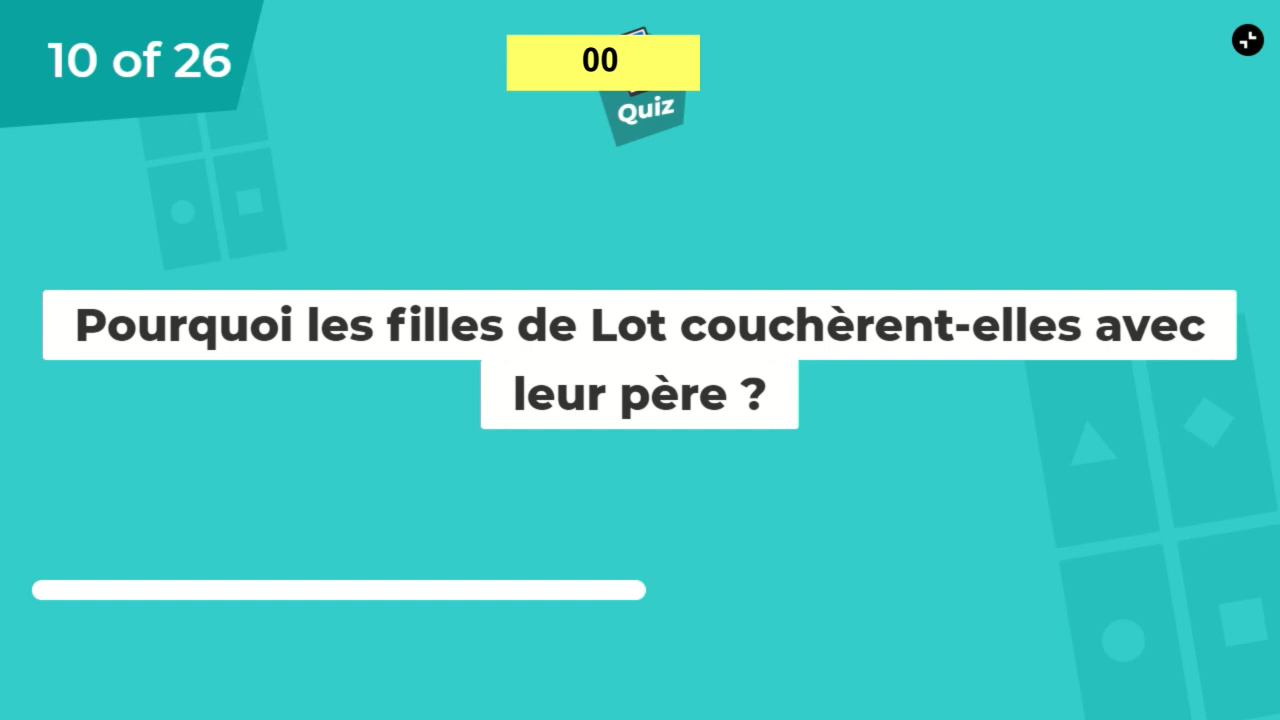 10 of 26
00
Quiz
Pourquoi les filles de Lot couchèrent-elles avec
leur père ?